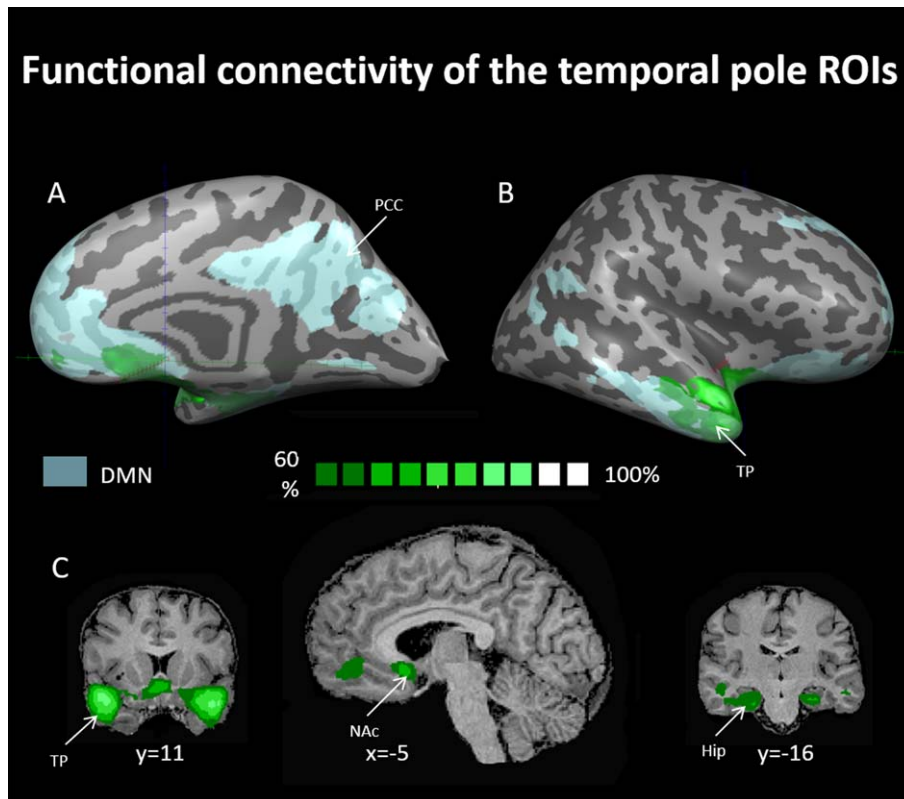 Functional connectivity of the temporal pole ROIs
A
B
PCC
TP
DMN
60
%
100%
C
TP
y=11
NAc
x=-5
Hip
y=-16